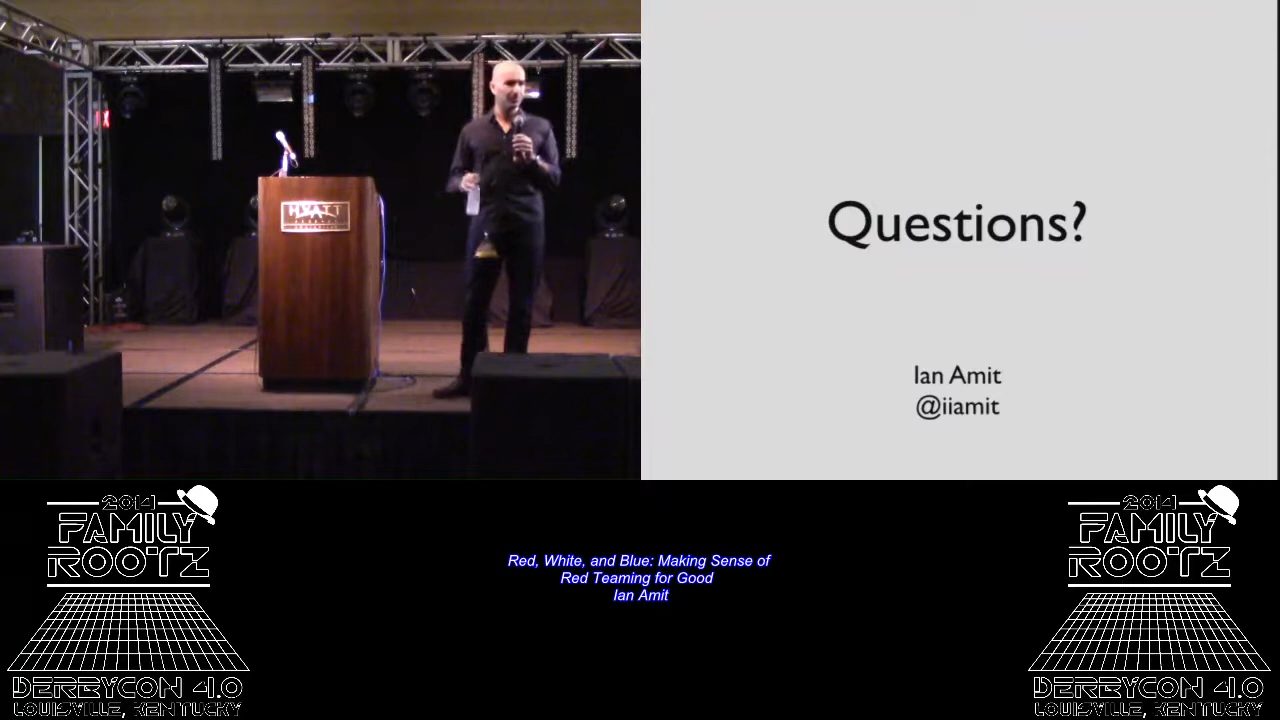 HYATT
Questions?
Ian Amit
@iiamit
2014
FAMILY
ROOTZ
DERBYCON 4.0
LOUISVILLE, KENTUCKY
Red, White, and Blue: Making Sense of
Red Teaming for Good
Ian Amit
2014
FAMILY
ROOTZ
DERBYCON 4.0
LOUISVILLE, KENTUCKY